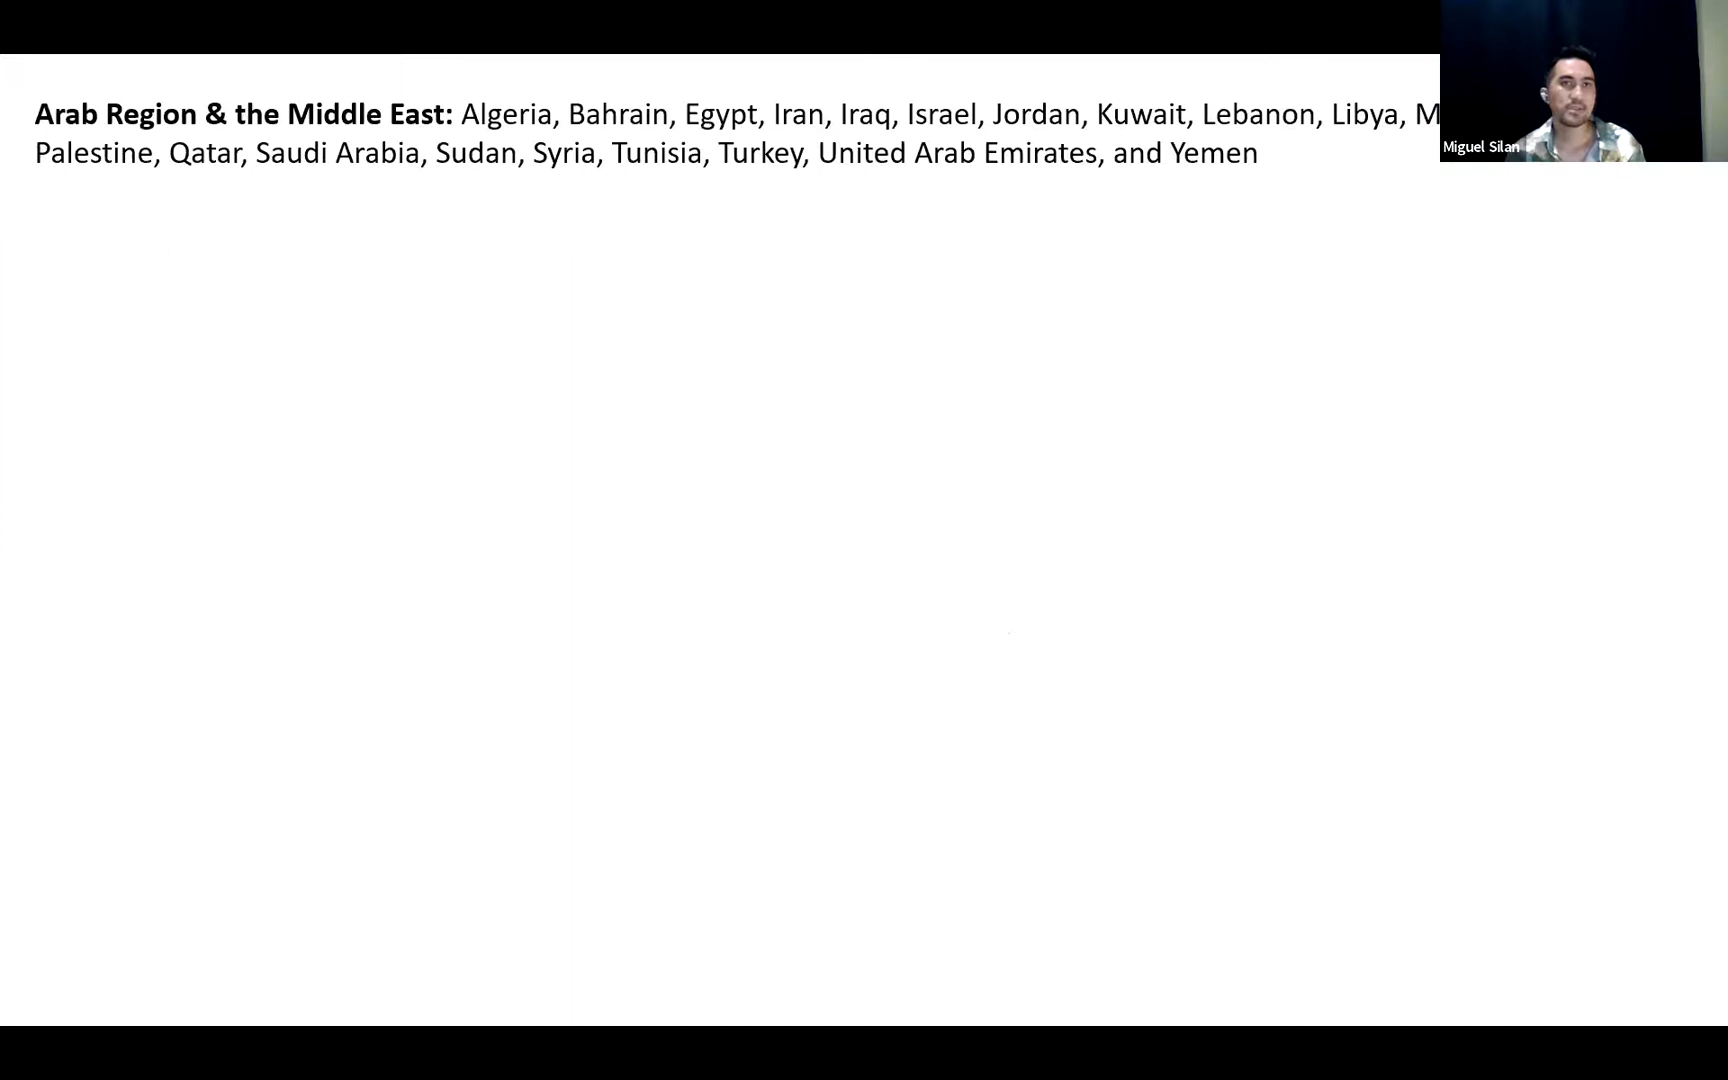 Arab Region & the Middle East: Algeria, Bahrain, Egypt, Iran, Iraq, Israel, Jordan, Kuwait, Lebanon, Libya,
Palestine, Qatar, Saudi Arabia, Sudan, Syria, Tunisia, Turkey, United Arab Emirates, and Yemen
Miguel Silan